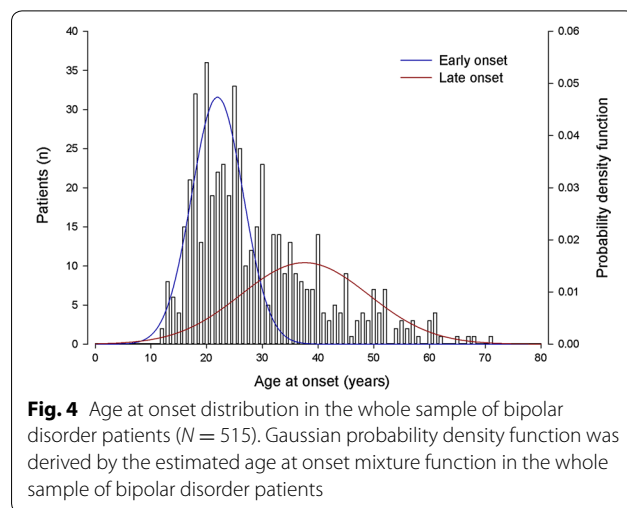 40
35
30
25
20
15
10
5
0
Patients (n)
Early onset
Late onset
0.06
0.05
0.04
0.03
0.02
0.01
0.00
Probability density function
0 10 20 30 40 50 60 70 80
Age at onset (years)
Fig. 4 Age at onset distribution in the whole sample of bipolar
disorder patients (N = 515). Gaussian probability density function was
derived by the estimated age at onset mixture function in the whole
sample of bipolar disorder patients